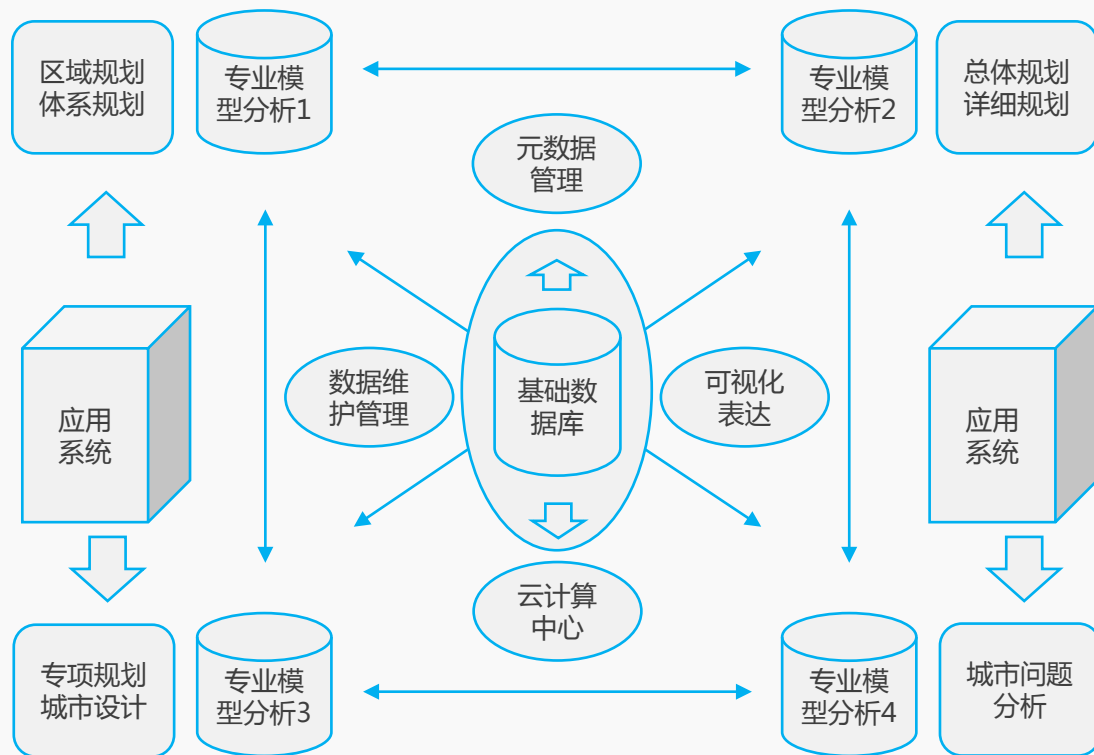 区域规划
体系规划
专业模
型分析1
专业模
型分析2
总体规划
详细规划
元数据
管理
应用
系统
数据维
护管理
基础数
据库
可视化
表达
应用
系统
云计算
中心
专项规划
城市设计
专业模
型分析3
专业模
型分析4
城市问题
分析